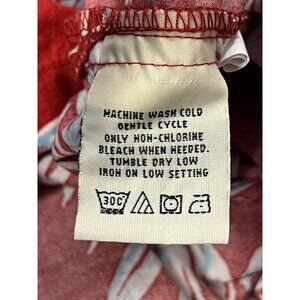 MACHINE WASH COLD
GENTLE CYCLE
ONLY NON-CHLORINE
BLEACH WHEN NEEDED.
TUMBLE DRY LOW
IRON ON LOW SETTING
30C